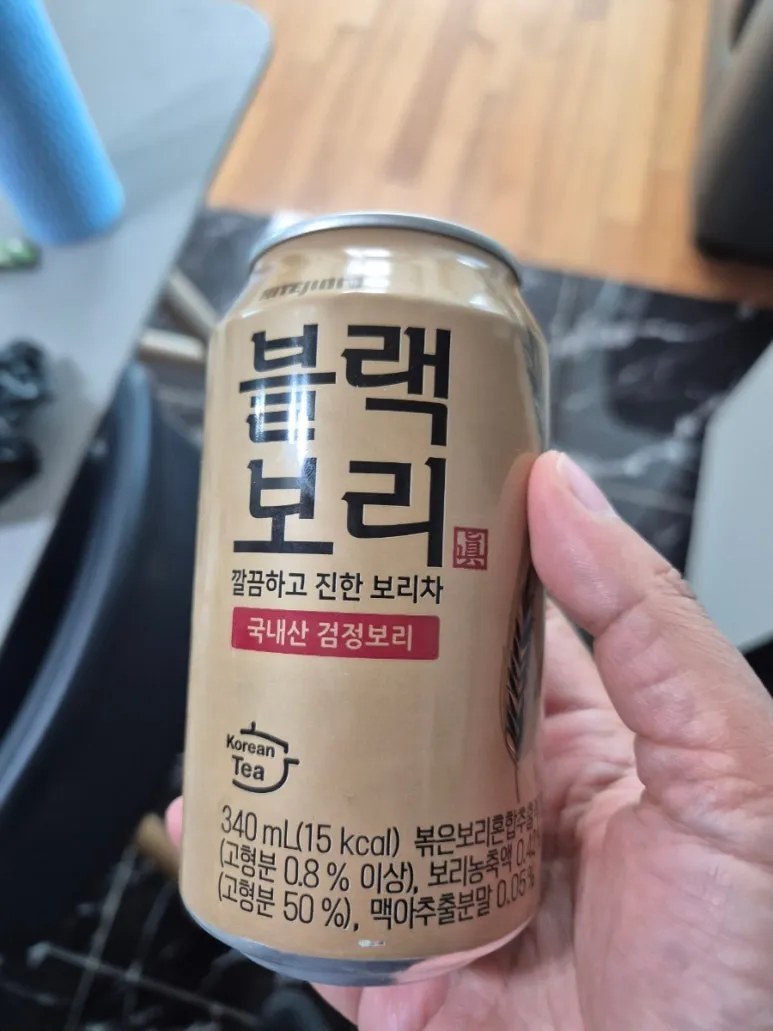 HITEJINRO
블랙
보리
眞
깔끔하고 진한 보리차
국내산 검정보리
Korean
Tea
340 mL(15 kcal) 볶은보리혼합추출
(고형분 0.8 % 이상), 보리농축액
(고형분 50 %), 맥아추출분말 0.05%